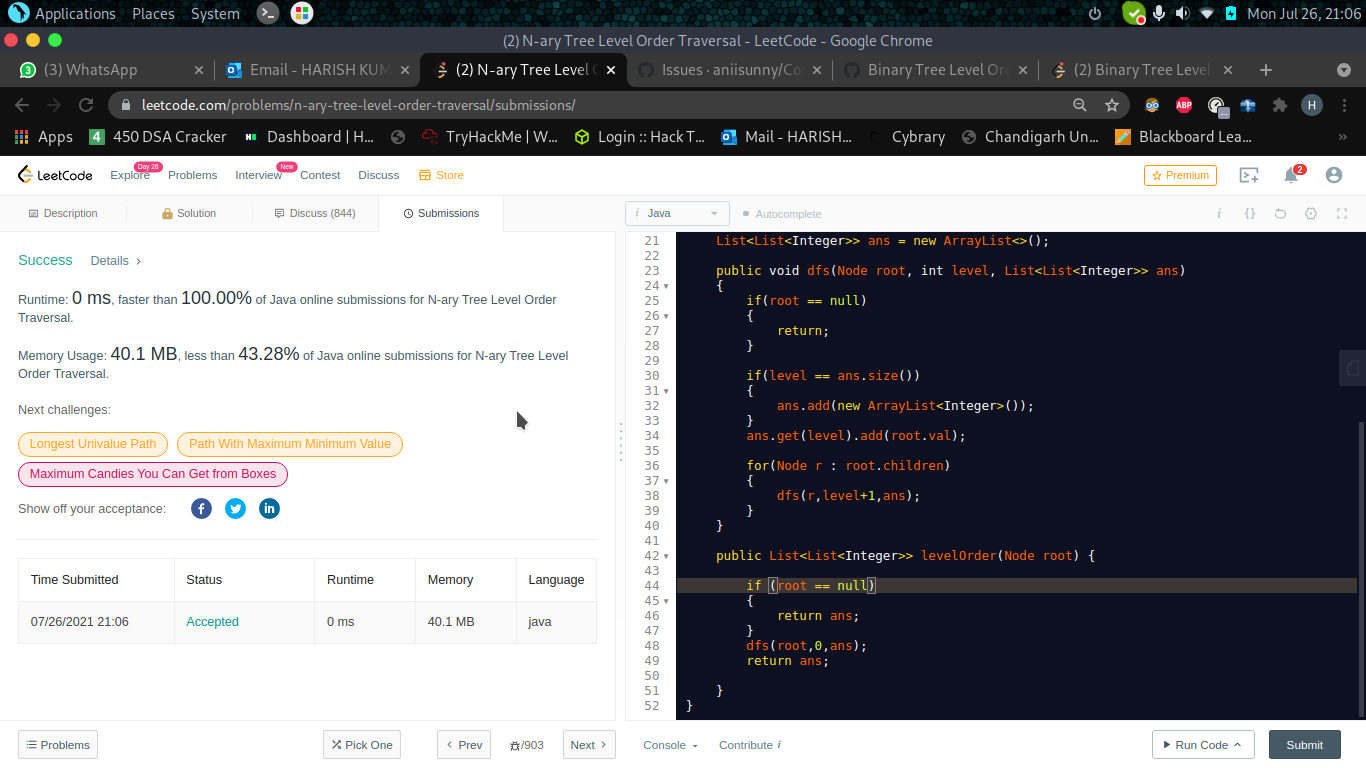 Applications Places System Mon Jul 26, 21:06
(2) N-ary Tree Level Order Traversal - LeetCode - Google Chrome
3 (3) WhatsApp Email - HARISH KUM (2) N-ary Tree Level O Issues · aniisunny/Co Binary Tree Level Or (2) Binary Tree Level
leetcode.com/problems/n-ary-tree-level-order-traversal/submissions/ ABP H
Apps 4 450 DSA Cracker Dashboard | H... TryHackMe | W... Login :: Hack T... Mail - HARISH... Cybrary Chandigarh Un... Blackboard Lea... »
LeetCode Explore Day 26 Problems Interview New Contest Discuss Store Premium 2
Description Solution Discuss (844) Submissions
i Java Autocomplete i {}
Success Details >
Runtime: 0 ms, faster than 100.00% of Java online submissions for N-ary Tree Level Order
Traversal.
Memory Usage: 40.1 MB, less than 43.28% of Java online submissions for N-ary Tree Level
Order Traversal.
Next challenges:
Longest Univalue Path Path With Maximum Minimum Value
Maximum Candies You Can Get from Boxes
Show off your acceptance: f in
Time Submitted Status Runtime Memory Language
07/26/2021 21:06 Accepted 0 ms 40.1 MB java
21 List<List<Integer>> ans = new ArrayList<>();
22
23 public void dfs(Node root, int level, List<List<Integer>> ans)
24 {
25 if(root == null)
26 {
27 return;
28 }
29
30 if(level == ans.size())
31 {
32 ans.add(new ArrayList<Integer>());
33 }
34 ans.get(level).add(root.val);
35
36 for(Node r : root.children)
37 {
38 dfs(r,level+1,ans);
39 }
40 }
41
42 public List<List<Integer>> levelOrder(Node root) {
43
44 if (root == null)
45 {
46 return ans;
47 }
48 dfs(root,0,ans);
49 return ans;
50
51 }
52 }
Problems Pick One < Prev /903 Next > Console Contribute i Run Code Submit